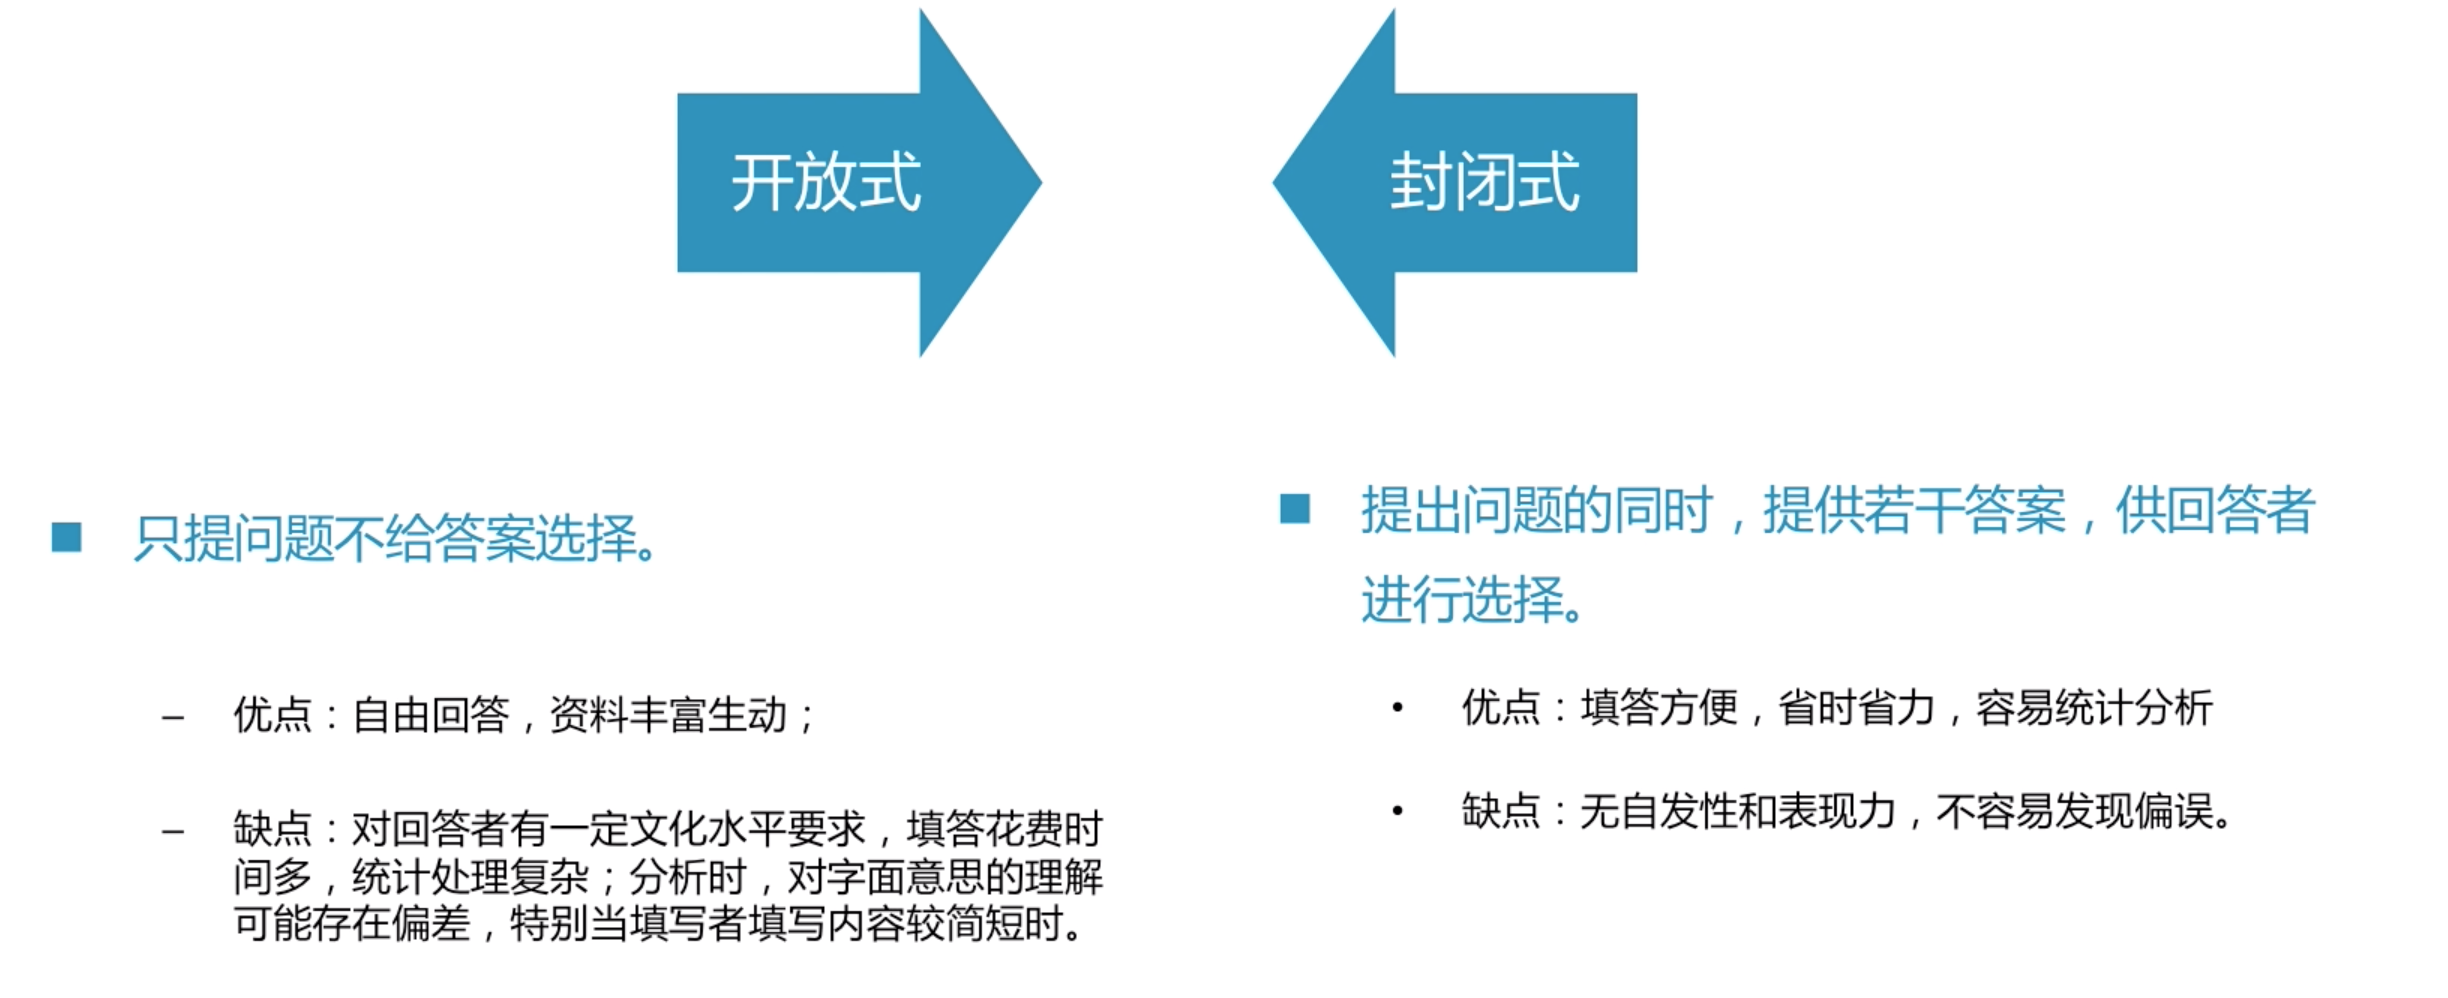 开放式
封闭式
■ 只提问题不给答案选择。
– 优点：自由回答，资料丰富生动；
– 缺点：对回答者有一定文化水平要求，填答花费时
间多，统计处理复杂；分析时，对字面意思的理解
可能存在偏差，特别当填写者填写内容较简短时。
■ 提出问题的同时，提供若干答案，供回答者
进行选择。
• 优点：填答方便，省时省力，容易统计分析
• 缺点：无自发性和表现力，不容易发现偏误。